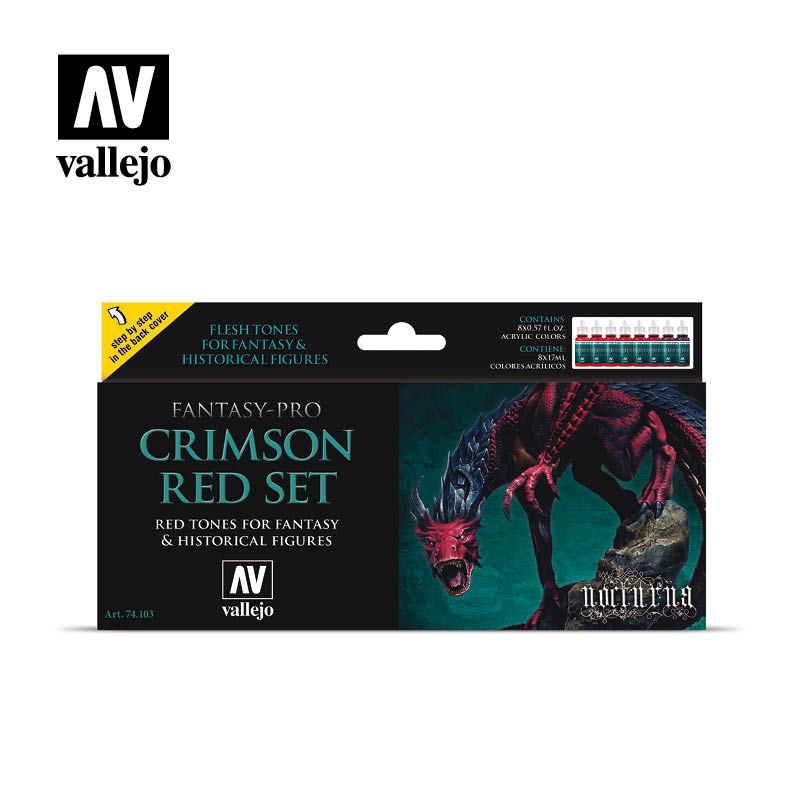 AV
vallejo
step by step
in the back cover
FLESH TONES
FOR FANTASY &
HISTORICAL FIGURES
CONTAINS:
8X0.57 FL.OZ.
ACRYLIC COLORS
CONTIENE:
8X17ML
COLORES ACRÍLICOS
FANTASY-PRO
CRIMSON
RED SET
RED TONES FOR FANTASY
& HISTORICAL FIGURES
AV
vallejo
Art. 74.103
nocturna